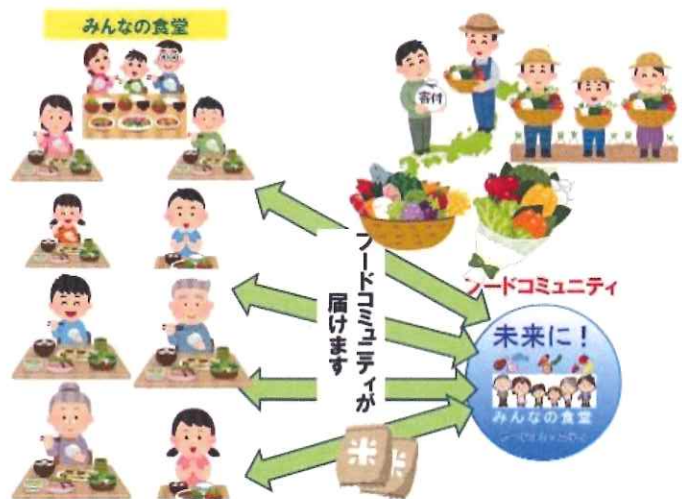 みんなの食堂
寄付
フードコミュニティが
届けます
フードコミュニティ
未来に!
みんなの食堂
米
米